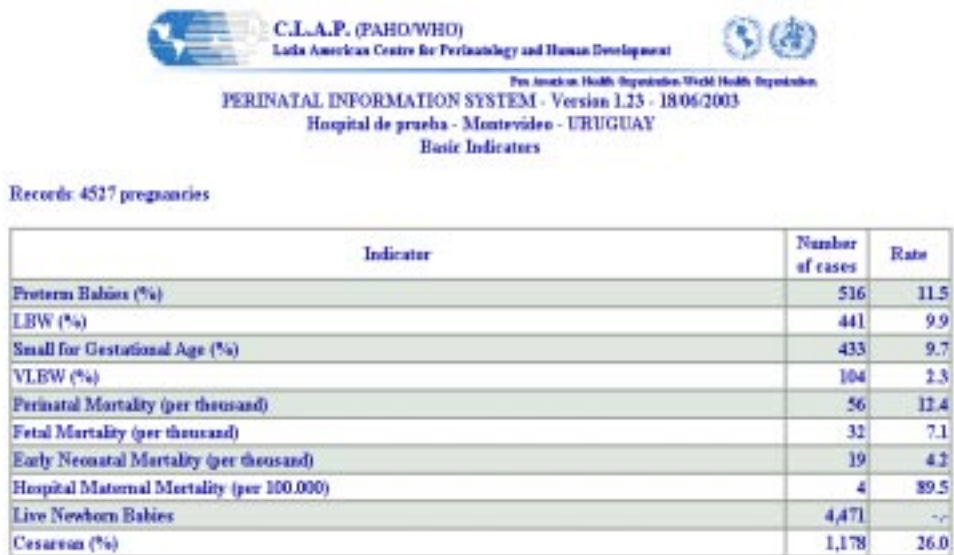 C.L.A.P. (PAHO/WHO)
Latin American Centre for Perinatology and Human Development
Pan American Health Organization-World Health Organization
PERINATAL INFORMATION SYSTEM - Version 1.23 - 18/06/2003
Hospital de prueba - Montevideo - URUGUAY
Basic Indicators
Records: 4527 pregnancies
Indicator Number of cases Rate
Preterm Babies (%) 516 11.5
LBW (%) 441 9.9
Small for Gestational Age (%) 433 9.7
VLBW (%) 104 2.3
Perinatal Mortality (per thousand) 56 12.4
Fetal Mortality (per thousand) 32 7.1
Early Neonatal Mortality (per thousand) 19 4.2
Hospital Maternal Mortality (per 100.000) 4 89.5
Live Newborn Babies 4,471 -.-
Cesarean (%) 1,178 26.0